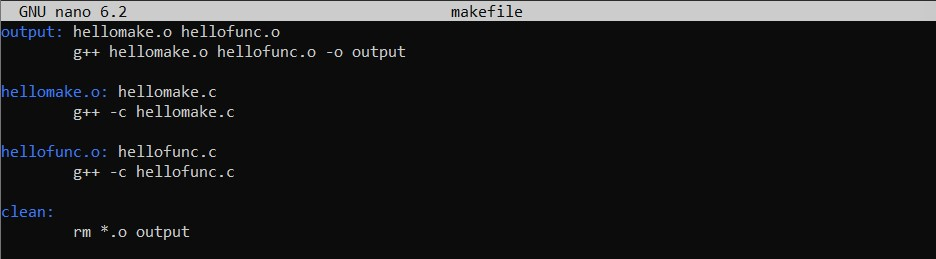 GNU nano 6.2 makefile
output: hellomake.o hellofunc.o
g++ hellomake.o hellofunc.o -o output
hellomake.o: hellomake.c
g++ -c hellomake.c
hellofunc.o: hellofunc.c
g++ -c hellofunc.c
clean:
rm *.o output